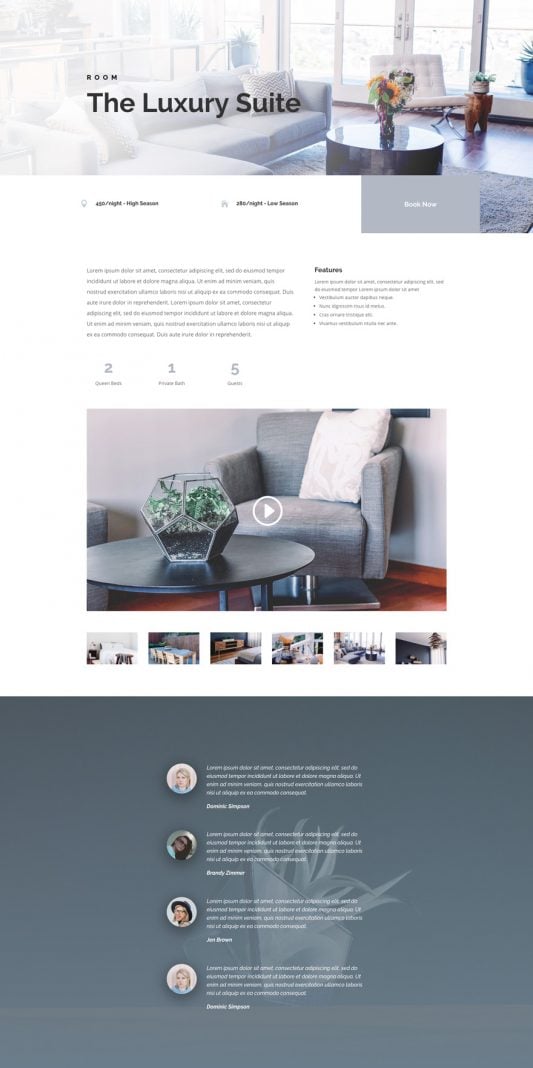 ROOM
The Luxury Suite
450/night - High Season
280/night - Low Season
Book Now
Lorem ipsum dolor sit amet, consectetur adipiscing elit, sed do eiusmod tempor
incididunt ut labore et dolore magna aliqua. Ut enim ad minim veniam, quis
nostrud exercitation ullamco laboris nisi ut aliquip ex ea commodo consequat. Duis
aute irure dolor in reprehenderit. Lorem ipsum dolor sit amet, consectetur
adipiscing elit, sed do eiusmod tempor incididunt ut labore et dolore magna
aliqua. Ut enim ad minim veniam, quis nostrud exercitation ullamco laboris nisi ut aliquip
ex ea commodo consequat. Duis aute irure dolor in reprehenderit.
Features
Lorem ipsum dolor sit amet, consectetur adipiscing elit, sed
do eiusmod tempor Lorem ipsum dolor sit amet
Vestibulum auctor dapibus neque.
Nunc dignissim risus id metus.
Cras ornare tristique elit.
Vivamus vestibulum ntulla nec ante.
2
1
5
Queen Beds
Private Bath
Guests
Lorem ipsum dolor sit amet, consectetur adipiscing elit, sed do
eiusmod tempor incididunt ut labore et dolore magna aliqua. Ut
enim ad minim veniam, quis nostrud exercitation ullamco laboris
nisi ut aliquip ex ea commodo consequat.
Dominic Simpson
Lorem ipsum dolor sit amet, consectetur adipiscing elit, sed do
eiusmod tempor incididunt ut labore et dolore magna aliqua. Ut
enim ad minim veniam, quis nostrud exercitation ullamco laboris
nisi ut aliquip ex ea commodo consequat.
Brandy Zimmer
Lorem ipsum dolor sit amet, consectetur adipiscing elit, sed do
eiusmod tempor incididunt ut labore et dolore magna aliqua. Ut
enim ad minim veniam, quis nostrud exercitation ullamco laboris
nisi ut aliquip ex ea commodo consequat.
Jan Brown
Lorem ipsum dolor sit amet, consectetur adipiscing elit, sed do
eiusmod tempor incididunt ut labore et dolore magna aliqua. Ut
enim ad minim veniam, quis nostrud exercitation ullamco laboris
nisi ut aliquip ex ea commodo consequat.
Dominic Simpson